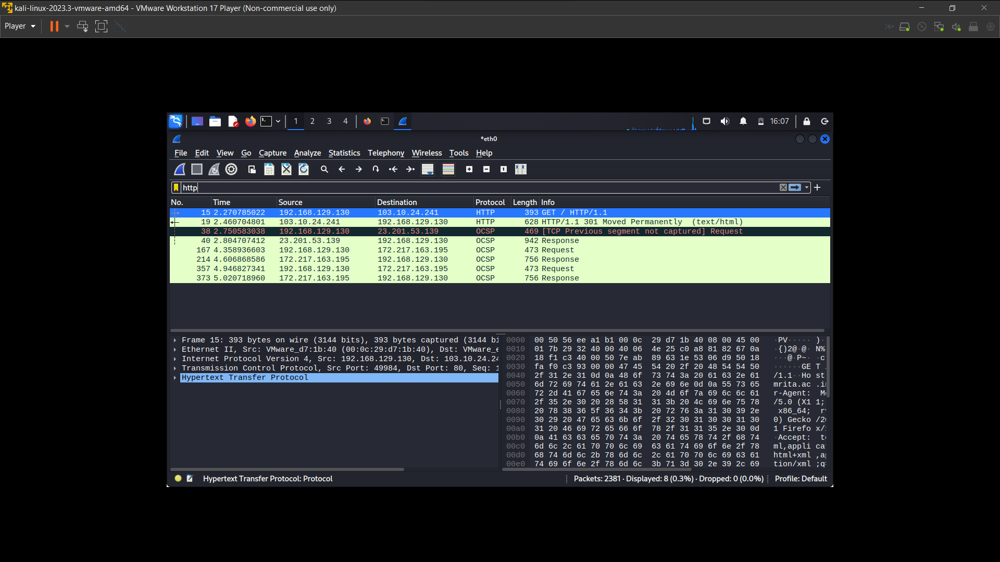 kali-linux-2023.3-vmware-amd64 - VMware Workstation 17 Player (Non-commercial use only)
Player
1 2 3 4 16:07
*eth0
File Edit View Go Capture Analyze Statistics Telephony Wireless Tools Help
http
No. Time Source Destination Protocol Length Info
15 2.270785022 192.168.129.130 103.10.24.241 HTTP 393 GET / HTTP/1.1
19 2.460704801 103.10.24.241 192.168.129.130 HTTP 628 HTTP/1.1 301 Moved Permanently (text/html)
38 2.750583038 192.168.129.130 23.201.53.139 OCSP 469 [TCP Previous segment not captured] Request
40 2.804707412 23.201.53.139 192.168.129.130 OCSP 942 Response
167 4.358936603 192.168.129.130 172.217.163.195 OCSP 473 Request
214 4.606868586 172.217.163.195 192.168.129.130 OCSP 756 Response
357 4.946827341 192.168.129.130 172.217.163.195 OCSP 473 Request
373 5.020718960 172.217.163.195 192.168.129.130 OCSP 756 Response
Frame 15: 393 bytes on wire (3144 bits), 393 bytes captured (3144 bi
Ethernet II, Src: VMware_d7:1b:40 (00:0c:29:d7:1b:40), Dst: VMware_e
Internet Protocol Version 4, Src: 192.168.129.130, Dst: 103.10.24.24
Transmission Control Protocol, Src Port: 49984, Dst Port: 80, Seq: 1
Hypertext Transfer Protocol
0000 00 50 56 ee a1 b1 00 0c 29 d7 1b 40 08 00 45 00 ·PV····· )·
0010 01 7b 29 32 40 00 40 06 4e 25 c0 a8 81 82 67 0a ·{)2@·@· N%
0020 18 f1 c3 40 00 50 7e ab 89 63 1e 53 06 d9 50 18 ···@·P~· ·c
0030 fa f0 c3 93 00 00 47 45 54 20 2f 20 48 54 54 50 ······GE T
0040 2f 31 2e 31 0d 0a 48 6f 73 74 3a 20 61 63 2e 61 /1.1··Ho st
0050 6d 72 69 74 61 2e 61 63 2e 69 6e 0d 0a 55 73 65 mrita.ac .i
0060 72 2d 41 67 65 6e 74 3a 20 4d 6f 7a 69 6c 6c 61 r-Agent: M
0070 2f 35 2e 30 20 28 58 31 31 3b 20 4c 69 6e 75 78 /5.0 (X1 1;
0080 20 78 38 36 5f 36 34 3b 20 72 76 3a 31 30 39 2e x86_64; r
0090 30 29 20 47 65 63 6b 6f 2f 32 30 31 30 30 31 30 0) Gecko /2
00a0 31 20 46 69 72 65 66 6f 78 2f 31 31 35 2e 30 0d 1 Firefo x/
00b0 0a 41 63 63 65 70 74 3a 20 74 65 78 74 2f 68 74 ·Accept: t
00c0 6d 6c 2c 61 70 70 6c 69 63 61 74 69 6f 6e 2f 78 ml,appli ca
00d0 68 74 6d 6c 2b 78 6d 6c 2c 61 70 70 6c 69 63 61 html+xml ,a
00e0 74 69 6f 6e 2f 78 6d 6c 3b 71 3d 30 2e 39 2c 69 tion/xml ;q
Hypertext Transfer Protocol: Protocol Packets: 2381 · Displayed: 8 (0.3%) · Dropped: 0 (0.0%) Profile: Default